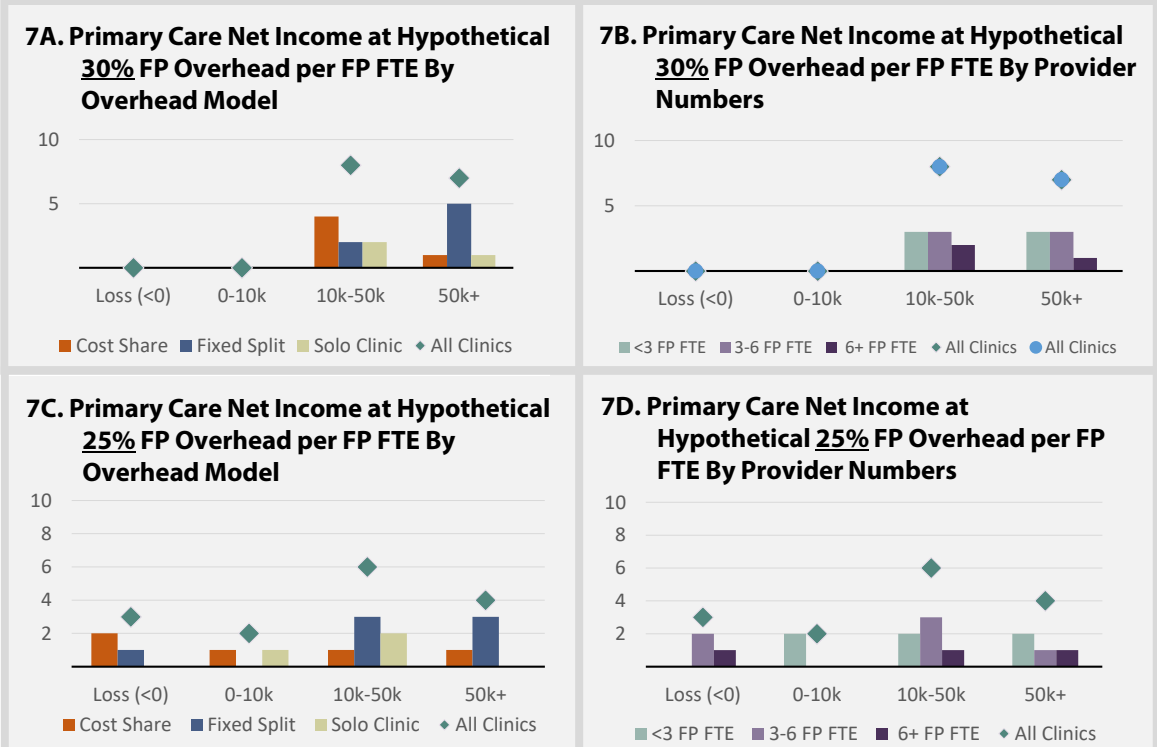 7A. Primary Care Net Income at Hypothetical
30% FP Overhead per FP FTE By
Overhead Model
10
5
Loss (<0) 0-10k 10k-50k 50k+
Cost Share Fixed Split Solo Clinic All Clinics
7B. Primary Care Net Income at Hypothetical
30% FP Overhead per FP FTE By Provider
Numbers
10
5
Loss (<0) 0-10k 10k-50k 50k+
<3 FP FTE 3-6 FP FTE 6+ FP FTE All Clinics All Clinics
7C. Primary Care Net Income at Hypothetical
25% FP Overhead per FP FTE By
Overhead Model
10
8
6
4
2
Loss (<0) 0-10k 10k-50k 50k+
Cost Share Fixed Split Solo Clinic All Clinics
7D. Primary Care Net Income at
Hypothetical 25% FP Overhead per FP
FTE By Provider Numbers
10
8
6
4
2
Loss (<0) 0-10k 10k-50k 50k+
<3 FP FTE 3-6 FP FTE 6+ FP FTE All Clinics